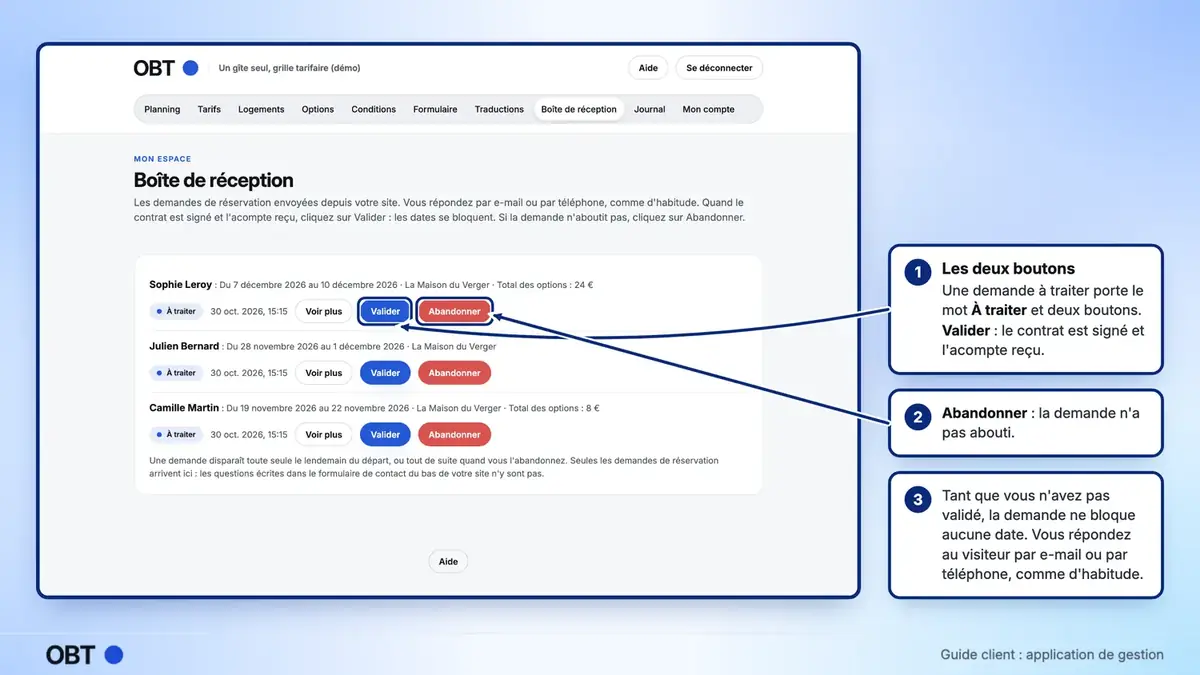 OBT
Un gîte seul, grille tarifaire (démo)
Aide
Se déconnecter
Planning
Tarifs
Logements
Options
Conditions
Formulaire
Traductions
Boîte de réception
Journal
Mon compte
MON ESPACE
Boîte de réception
Les demandes de réservation envoyées depuis votre site. Vous répondez par e-mail ou par téléphone, comme d'habitude. Quand le
contrat est signé et l'acompte reçu, cliquez sur Valider : les dates se bloquent. Si la demande n'aboutit pas, cliquez sur Abandonner.
Sophie Leroy : Du 7 décembre 2026 au 10 décembre 2026 · La Maison du Verger · Total des options : 24 €
À traiter 30 oct. 2026, 15:15 Voir plus Valider Abandonner
Julien Bernard : Du 28 novembre 2026 au 1 décembre 2026 · La Maison du Verger
À traiter 30 oct. 2026, 15:15 Voir plus Valider Abandonner
Camille Martin : Du 19 novembre 2026 au 22 novembre 2026 · La Maison du Verger · Total des options : 8 €
À traiter 30 oct. 2026, 15:15 Voir plus Valider Abandonner
Une demande disparaît toute seule le lendemain du départ, ou tout de suite quand vous l'abandonnez. Seules les demandes de réservation
arrivent ici : les questions écrites dans le formulaire de contact du bas de votre site n'y sont pas.
Aide
1 Les deux boutons
Une demande à traiter porte le
mot À traiter et deux boutons.
Valider : le contrat est signé et
l'acompte reçu.
2 Abandonner : la demande n'a
pas abouti.
3 Tant que vous n'avez pas
validé, la demande ne bloque
aucune date. Vous répondez
au visiteur par e-mail ou par
téléphone, comme d'habitude.
OBT
Guide client : application de gestion